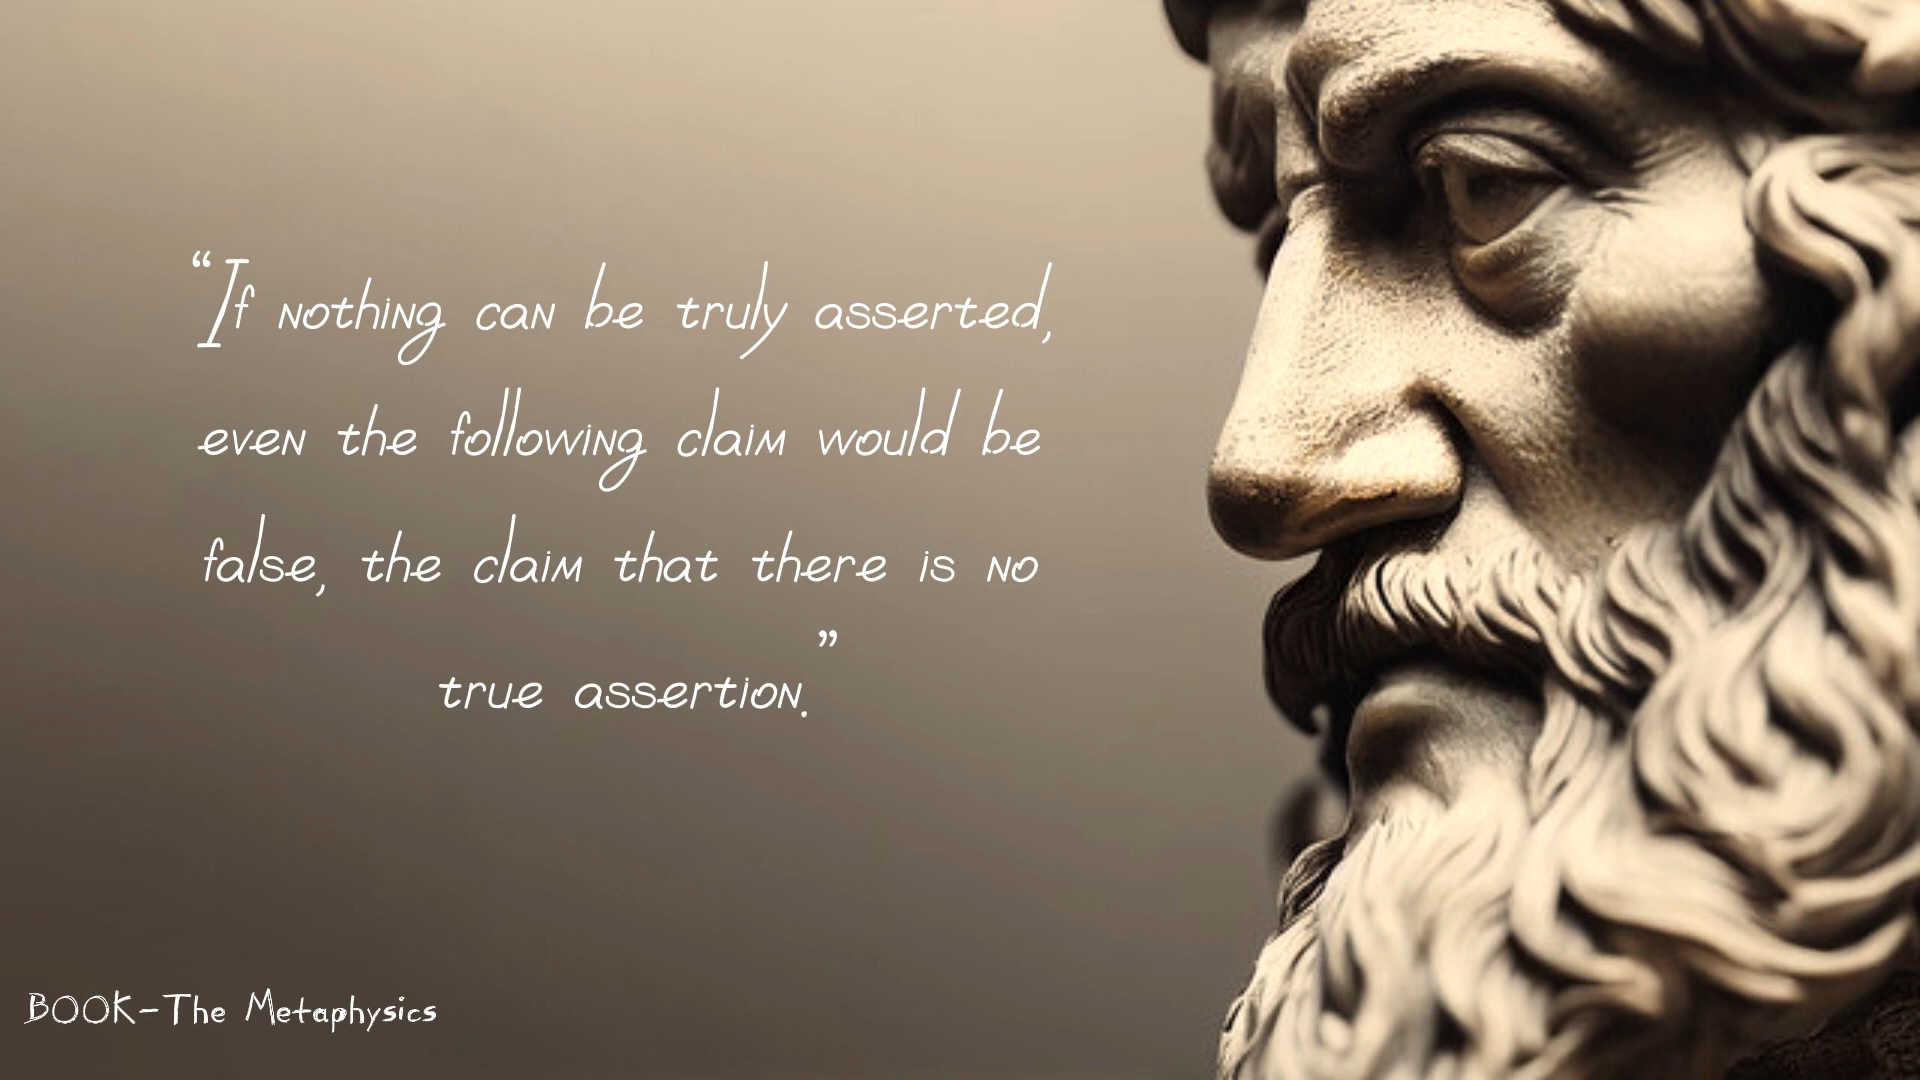 “If nothing can be truly asserted,
even the following claim would be
false, the claim that there is no
true assertion.”
BOOK-The Metaphysics